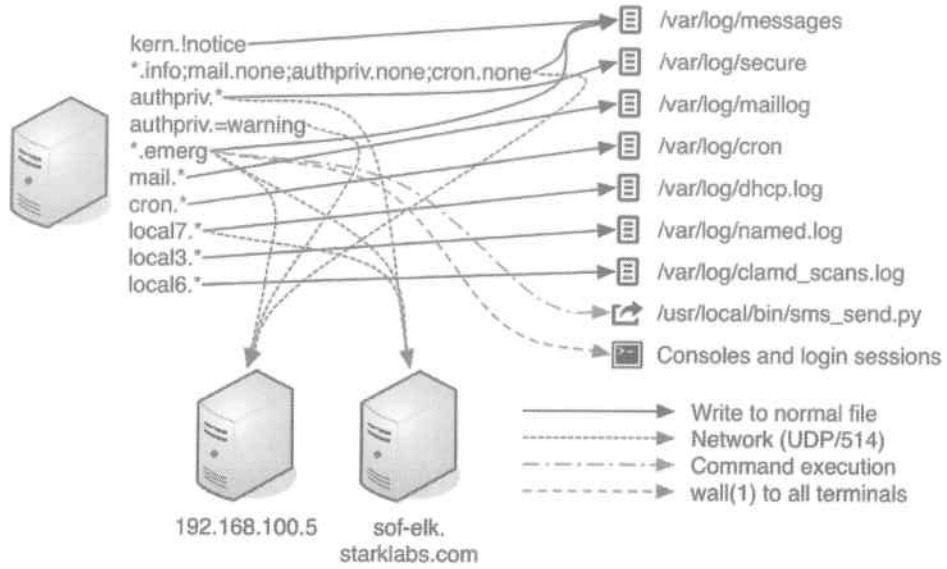 kern.!notice
*.info;mail.none;authpriv.none;cron.none
authpriv.*
authpriv.=warning
*.emerg
mail.*
cron.*
local7.*
local3.*
local6.*
/var/log/messages
/var/log/secure
/var/log/maillog
/var/log/cron
/var/log/dhcp.log
/var/log/named.log
/var/log/clamd_scans.log
/usr/local/bin/sms_send.py
Consoles and login sessions
Write to normal file
Network (UDP/514)
Command execution
wall(1) to all terminals
192.168.100.5
sof-elk.
starklabs.com